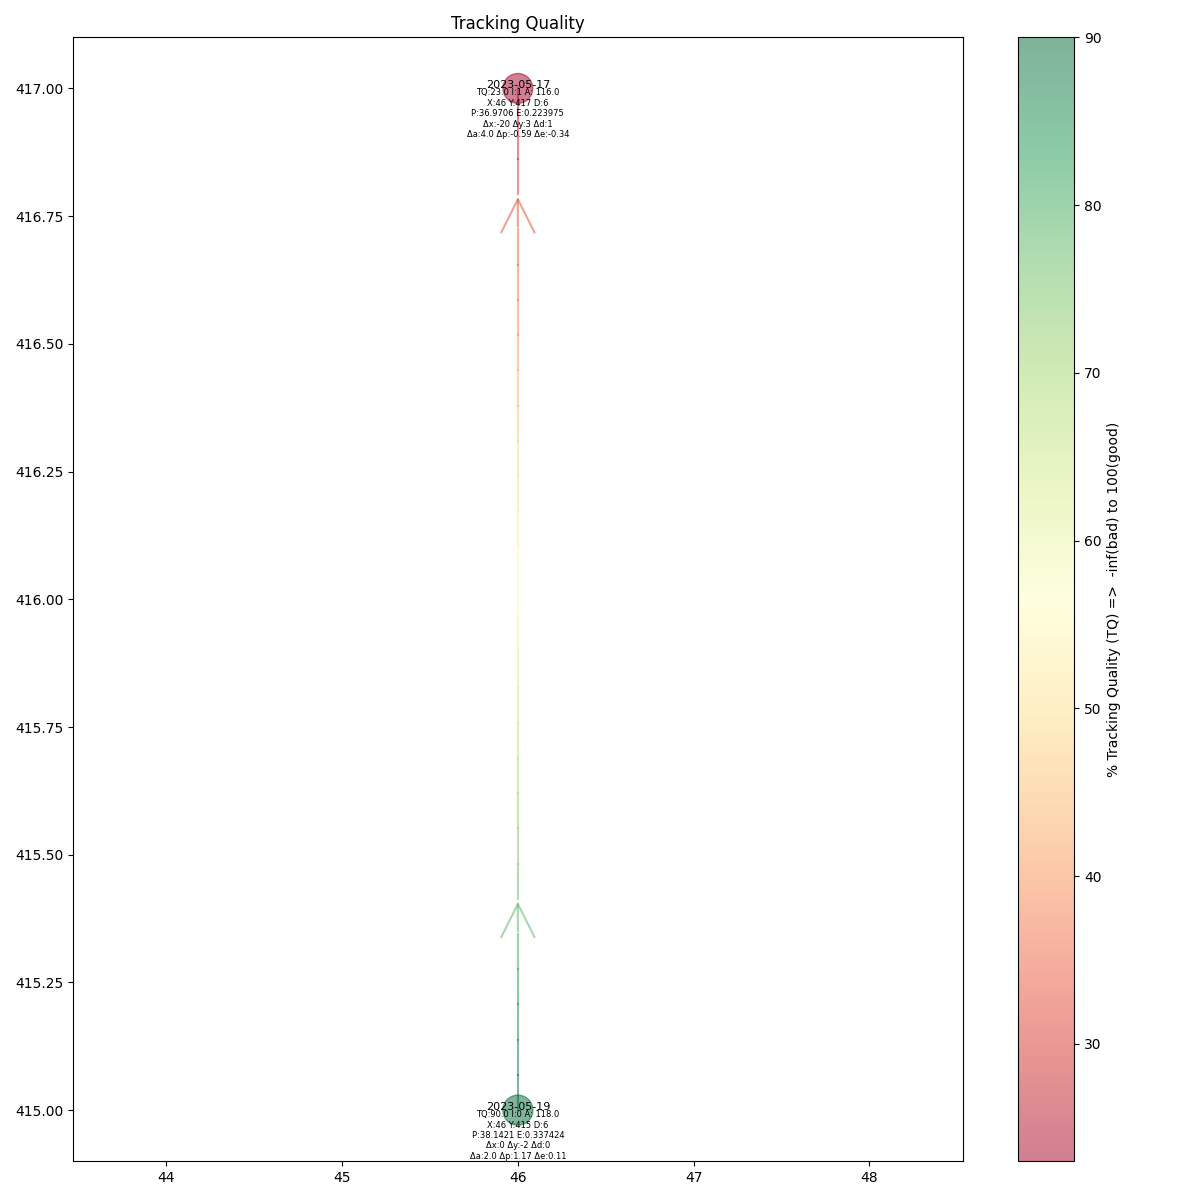 Tracking Quality
417.00
416.75
416.50
416.25
416.00
415.75
415.50
415.25
415.00
44
45
46
47
48
2023-05-17
TQ:23.0 I:1 A: 116.0
X:46 Y:417 D:6
P:36.9706 E:0.223975
Δx:-20 Δy:3 Δd:1
Δa:4.0 Δp:-0.59 Δe:-0.34
2023-05-19
TQ:90.0 I:0 A: 118.0
X:46 Y:415 D:6
P:38.1421 E:0.337424
Δx:0 Δy:-2 Δd:0
Δa:2.0 Δp:1.17 Δe:0.11
90
80
70
60
50
40
30
% Tracking Quality (TQ) => -inf(bad) to 100(good)